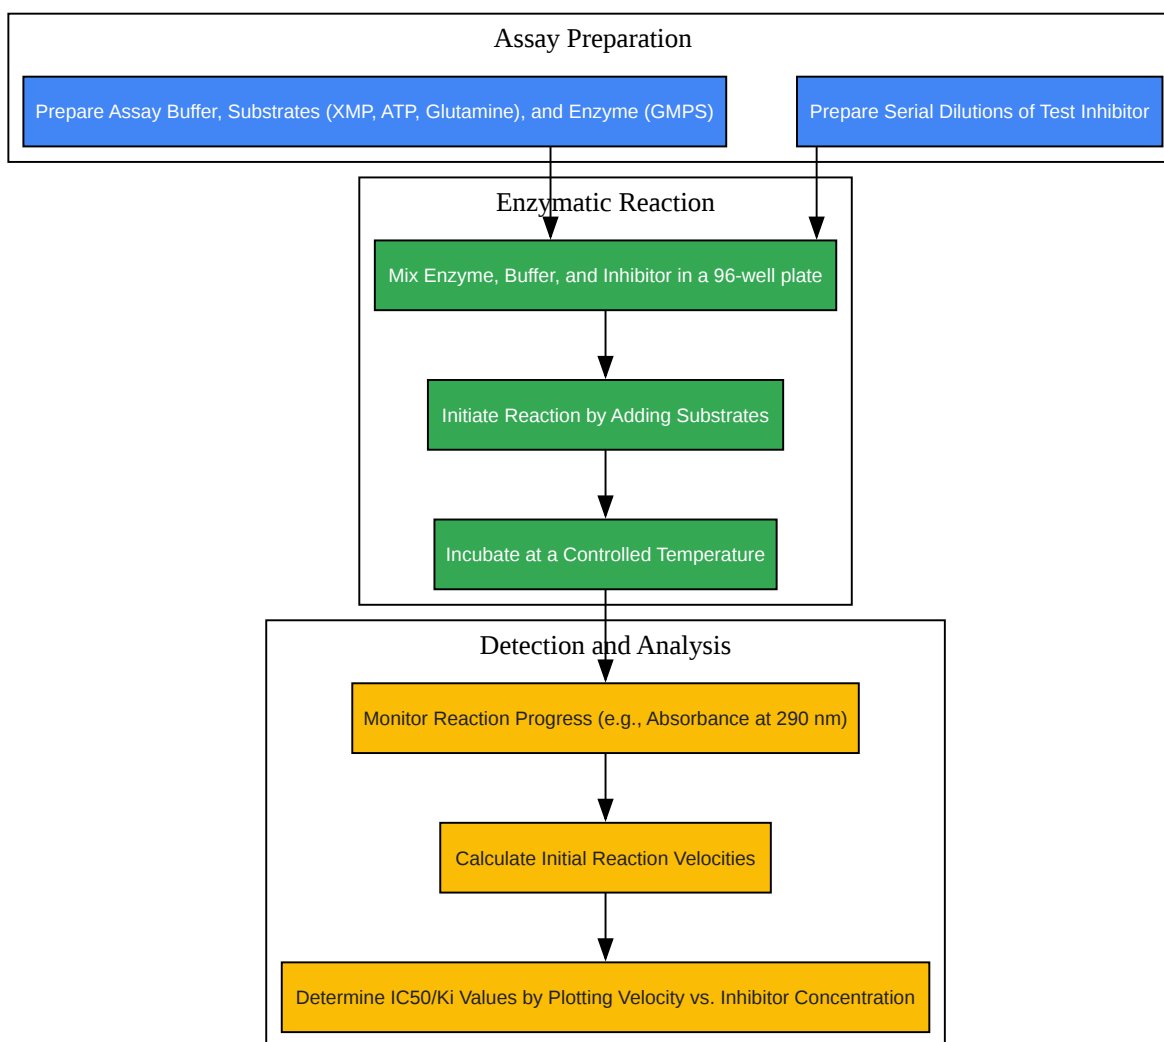 Assay Preparation
Prepare Assay Buffer, Substrates (XMP, ATP, Glutamine), and Enzyme (GMPS)
Prepare Serial Dilutions of Test Inhibitor
Enzymatic Reaction
Mix Enzyme, Buffer, and Inhibitor in a 96-well plate
Initiate Reaction by Adding Substrates
Incubate at a Controlled Temperature
Detection and Analysis
Monitor Reaction Progress (e.g., Absorbance at 290 nm)
Calculate Initial Reaction Velocities
Determine IC50/Ki Values by Plotting Velocity vs. Inhibitor Concentration